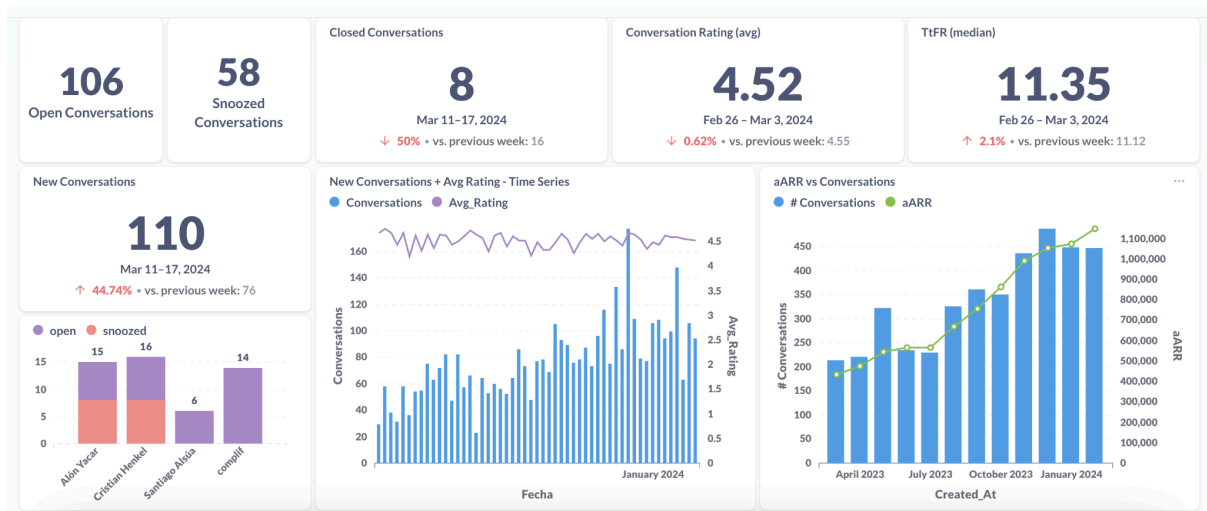 106
Open Conversations
58
Snoozed
Conversations
Closed Conversations
8
Mar 11–17, 2024
↓ 50% • vs. previous week: 16
Conversation Rating (avg)
4.52
Feb 26 – Mar 3, 2024
↓ 0.62% • vs. previous week: 4.55
TtFR (median)
11.35
Feb 26 – Mar 3, 2024
↑ 2.1% • vs. previous week: 11.12
New Conversations
110
Mar 11–17, 2024
↑ 44.74% • vs. previous week: 76
open snoozed
15
10
5
0
15
16
6
14
Alón Yacar
Cristian Henkel
Santiago Alsúa
complif
New Conversations + Avg Rating - Time Series
Conversations Avg_Rating
Conversations
160
140
120
100
80
60
40
20
0
4.5
4
3.5
3
2.5
2
1.5
1
0.5
0
Avg_Rating
January 2024
Fecha
aARR vs Conversations
...
# Conversations aARR
# Conversations
450
400
350
300
250
200
150
100
50
0
1,100,000
1,000,000
900,000
800,000
700,000
600,000
500,000
400,000
300,000
200,000
100,000
0
aARR
April 2023 July 2023 October 2023 January 2024
Created_At